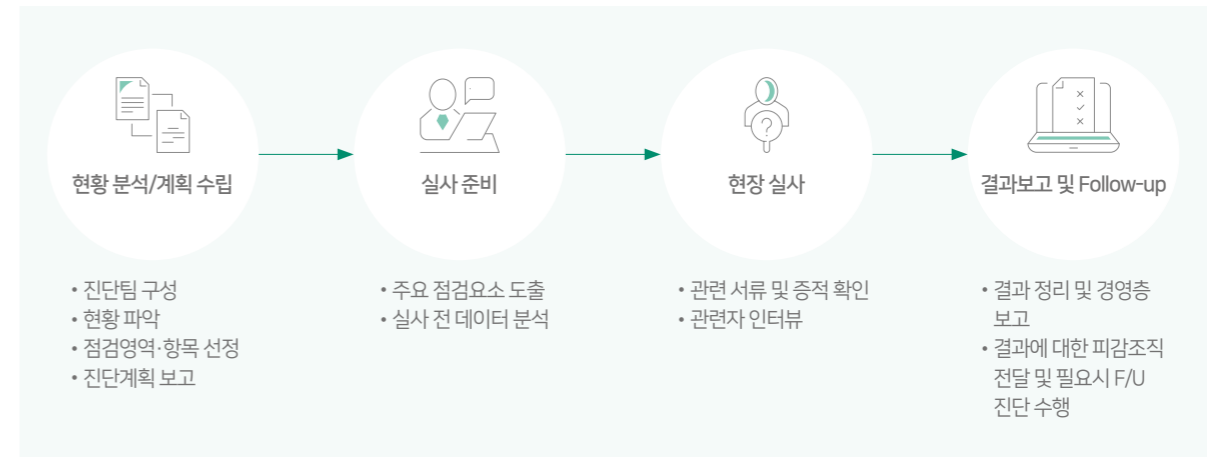 현황 분석/계획 수립
• 진단팀 구성
• 현황 파악
• 점검영역·항목 선정
• 진단계획 보고
실사 준비
• 주요 점검요소 도출
• 실사 전 데이터 분석
?
현장 실사
• 관련 서류 및 증적 확인
• 관련자 인터뷰
결과보고 및 Follow-up
• 결과 정리 및 경영층
보고
• 결과에 대한 피감조직
전달 및 필요시 F/U
진단 수행